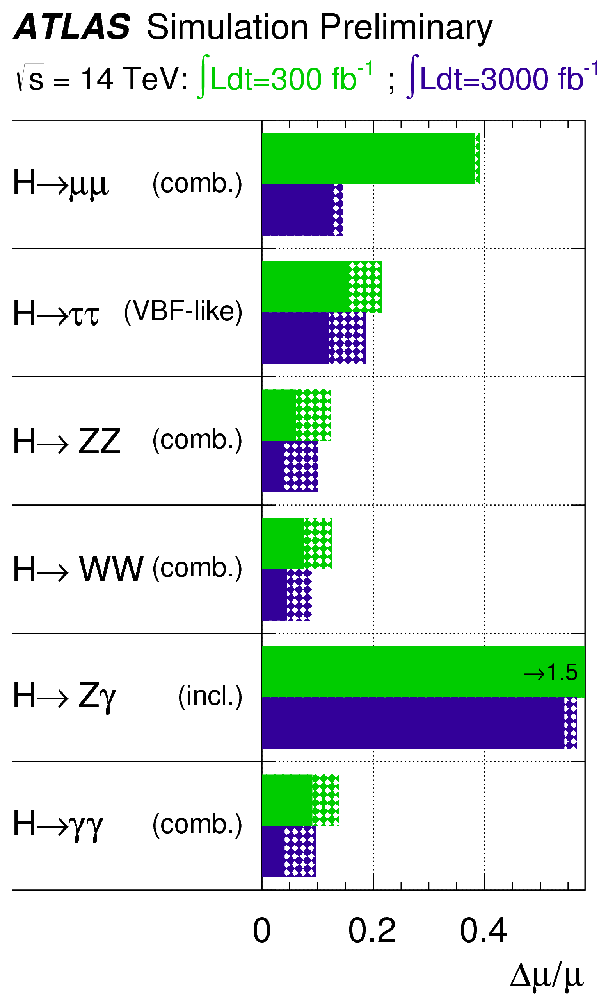 ATLAS Simulation Preliminary
√s = 14 TeV: ∫Ldt=300 fb⁻¹ ; ∫Ldt=3000 fb⁻¹
H→μμ (comb.)
H→ττ (VBF-like)
H→ ZZ (comb.)
H→ WW (comb.)
→1.5
H→ Zγ (incl.)
H→γγ (comb.)
0 0.2 0.4
Δμ/μ